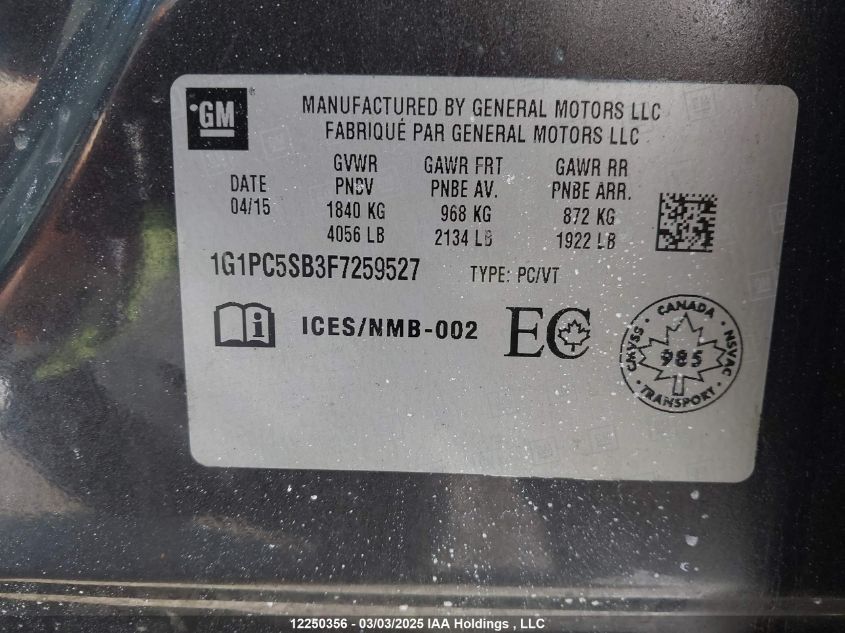 GM
MANUFACTURED BY GENERAL MOTORS LLC
FABRIQUÉ PAR GENERAL MOTORS LLC
DATE
04/15
GVWR
PNBV
1840 KG
4056 LB
GAWR FRT
PNBE AV.
968 KG
2134 LB
GAWR RR
PNBE ARR.
872 KG
1922 LB
1G1PC5SB3F7259527 TYPE: PC/VT
i ICES/NMB-002 EC
CANADA
CMVSS 985 NSVAC
TRANSPORT
12250356 - 03/03/2025 IAA Holdings , LLC